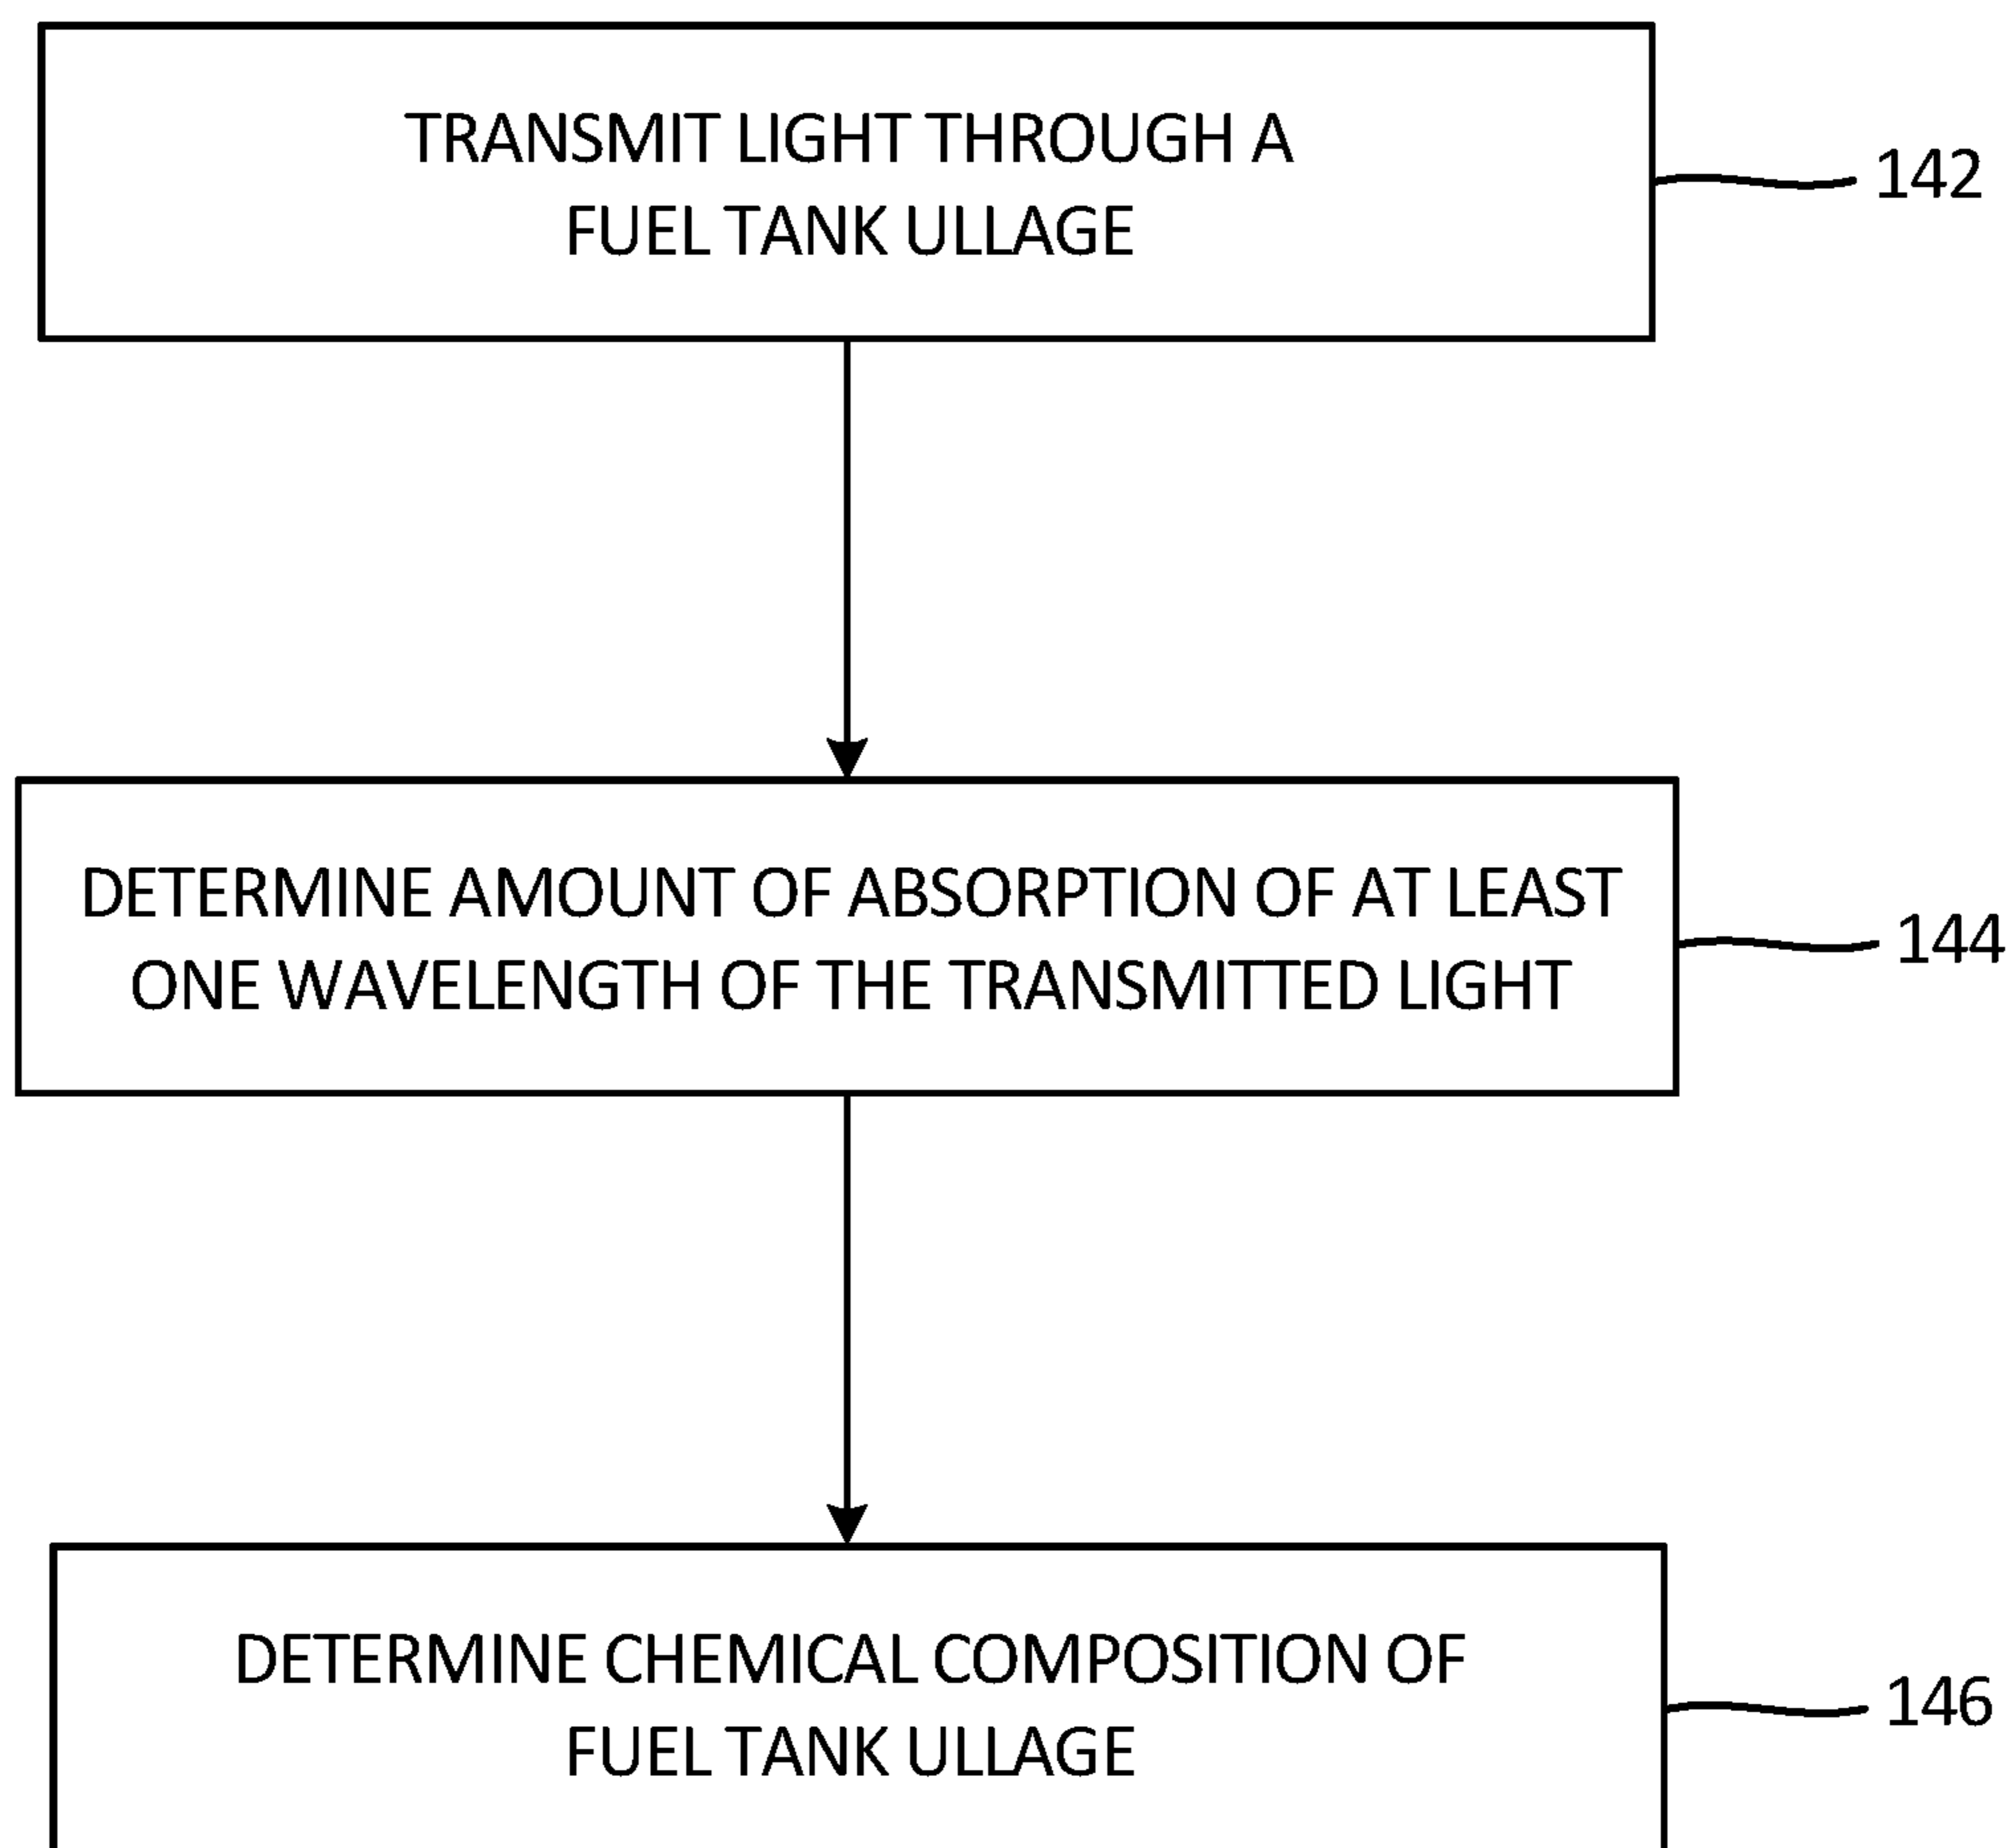 TRANSMIT LIGHT THROUGH A
FUEL TANK ULLAGE
142
DETERMINE AMOUNT OF ABSORPTION OF AT LEAST
ONE WAVELENGTH OF THE TRANSMITTED LIGHT
144
DETERMINE CHEMICAL COMPOSITION OF
FUEL TANK ULLAGE
146